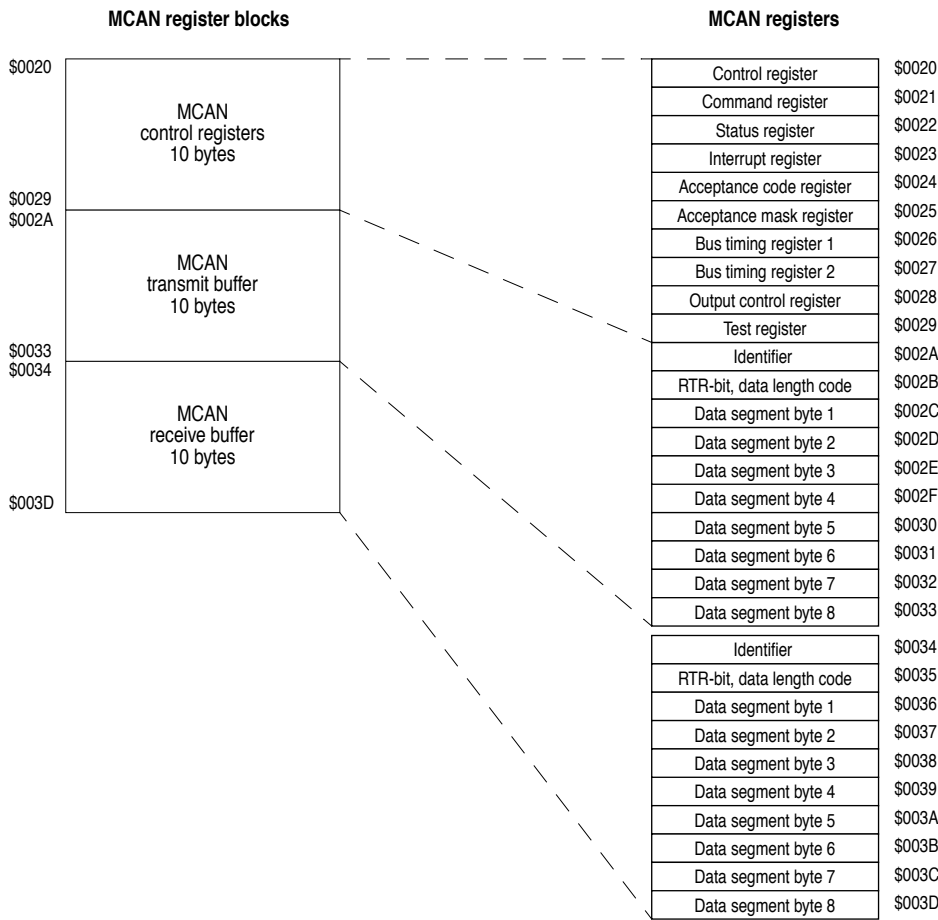 MCAN register blocks
$0020
MCAN
control registers
10 bytes
$0029
$002A
MCAN
transmit buffer
10 bytes
$0033
$0034
MCAN
receive buffer
10 bytes
$003D
MCAN registers
Control register $0020
Command register $0021
Status register $0022
Interrupt register $0023
Acceptance code register $0024
Acceptance mask register $0025
Bus timing register 1 $0026
Bus timing register 2 $0027
Output control register $0028
Test register $0029
Identifier $002A
RTR-bit, data length code $002B
Data segment byte 1 $002C
Data segment byte 2 $002D
Data segment byte 3 $002E
Data segment byte 4 $002F
Data segment byte 5 $0030
Data segment byte 6 $0031
Data segment byte 7 $0032
Data segment byte 8 $0033
Identifier $0034
RTR-bit, data length code $0035
Data segment byte 1 $0036
Data segment byte 2 $0037
Data segment byte 3 $0038
Data segment byte 4 $0039
Data segment byte 5 $003A
Data segment byte 6 $003B
Data segment byte 7 $003C
Data segment byte 8 $003D